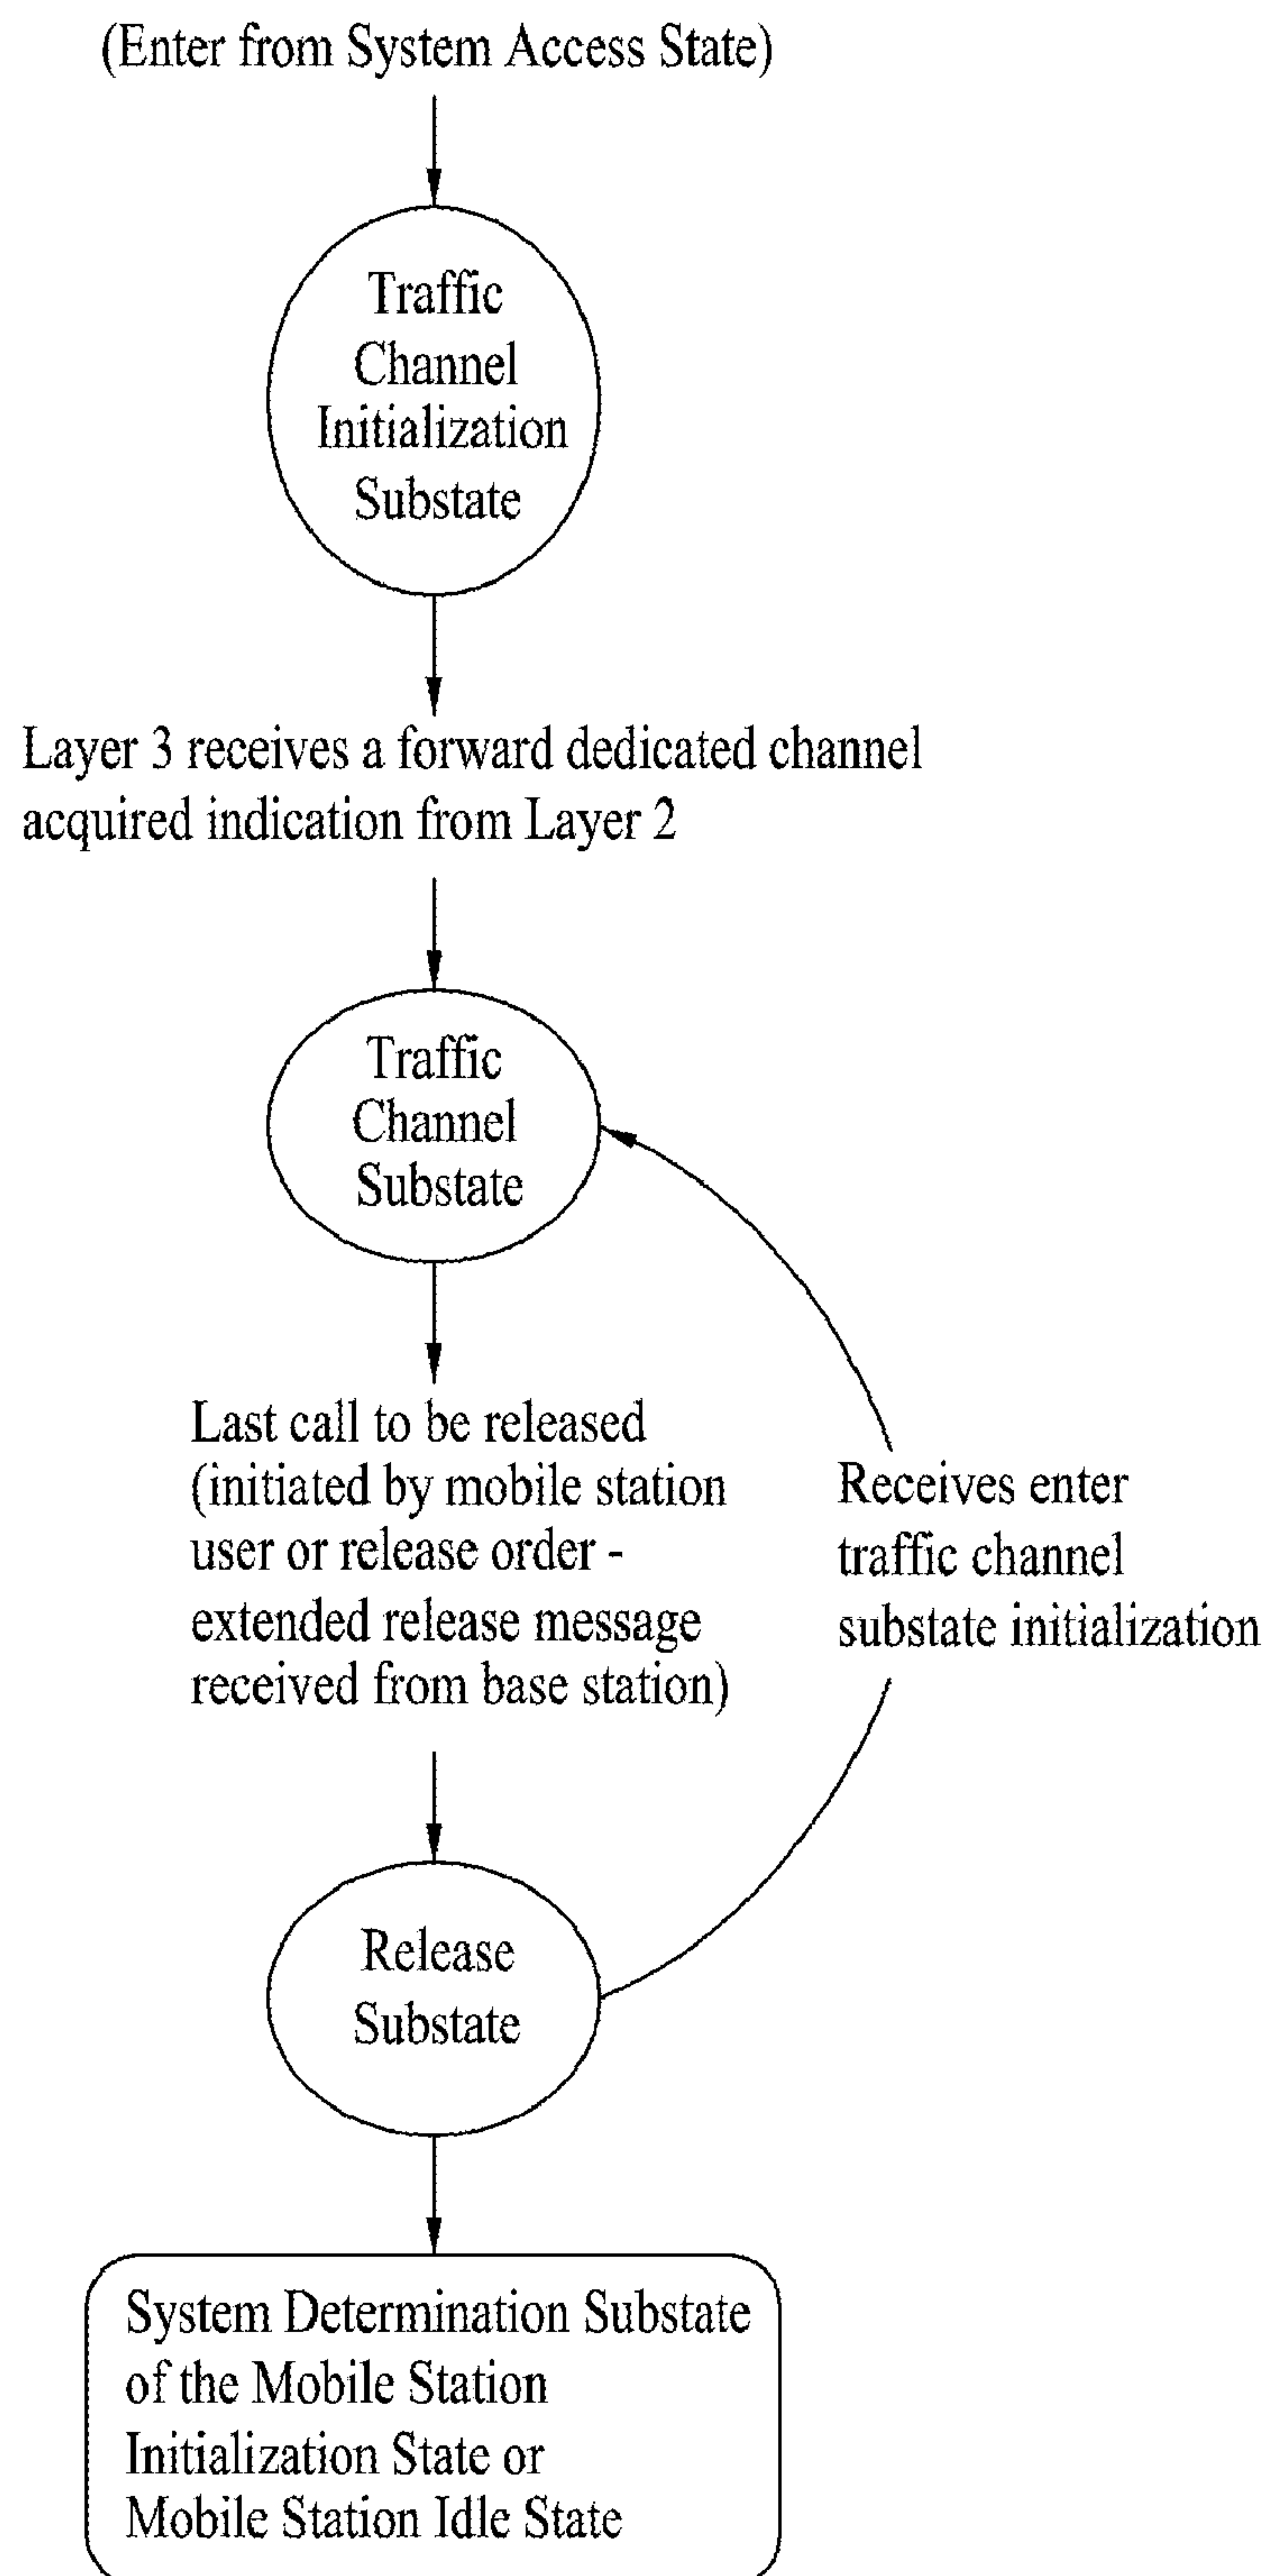 (Enter from System Access State)
Traffic
Channel
Initialization
Substate
Layer 3 receives a forward dedicated channel
acquired indication from Layer 2
Traffic
Channel
Substate
Last call to be released
(initiated by mobile station
user or release order -
extended release message
received from base station)
Receives enter
traffic channel
substate initialization
Release
Substate
System Determination Substate
of the Mobile Station
Initialization State or
Mobile Station Idle State